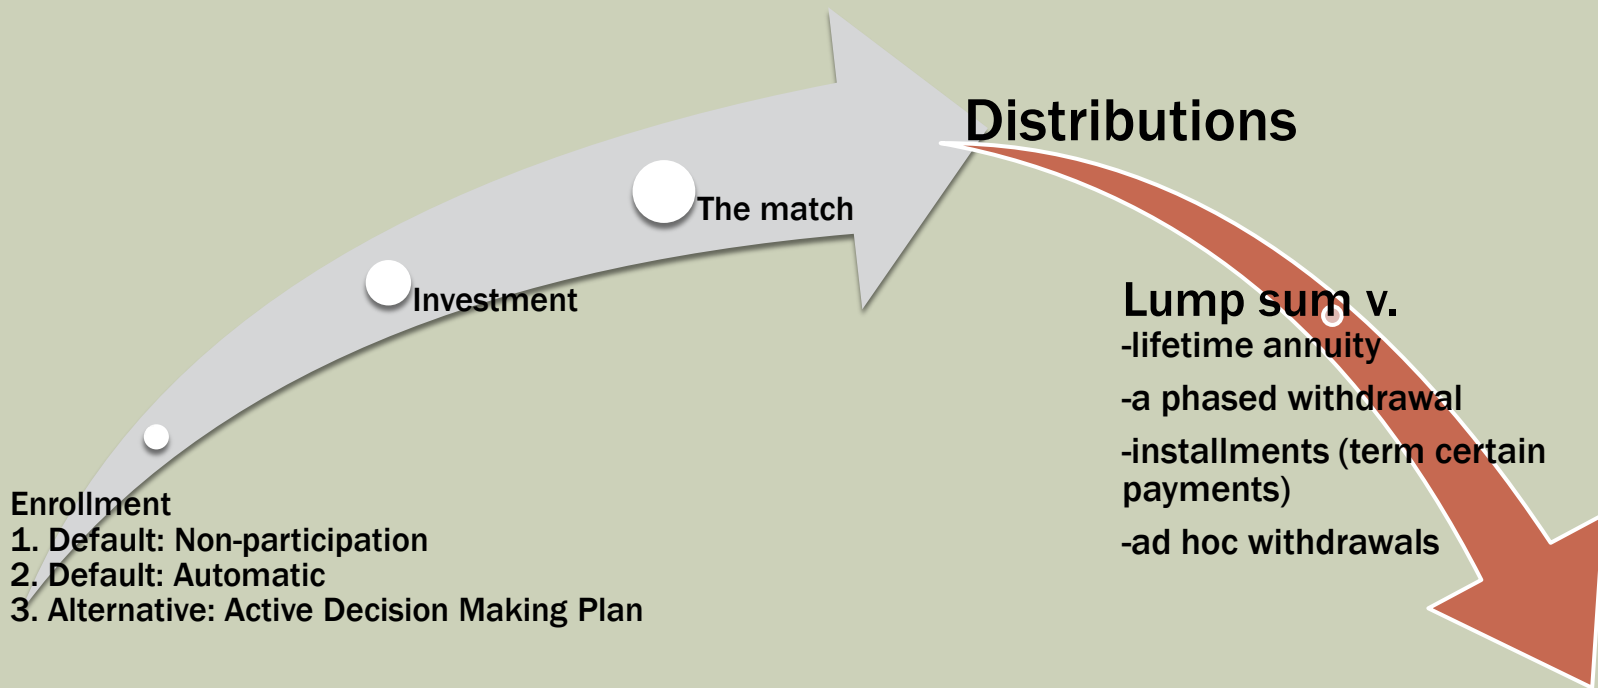 Distributions
The match
Investment
Enrollment
1. Default: Non-participation
2. Default: Automatic
3. Alternative: Active Decision Making Plan
Lump sum v.
-lifetime annuity
-a phased withdrawal
-installments (term certain
payments)
-ad hoc withdrawals